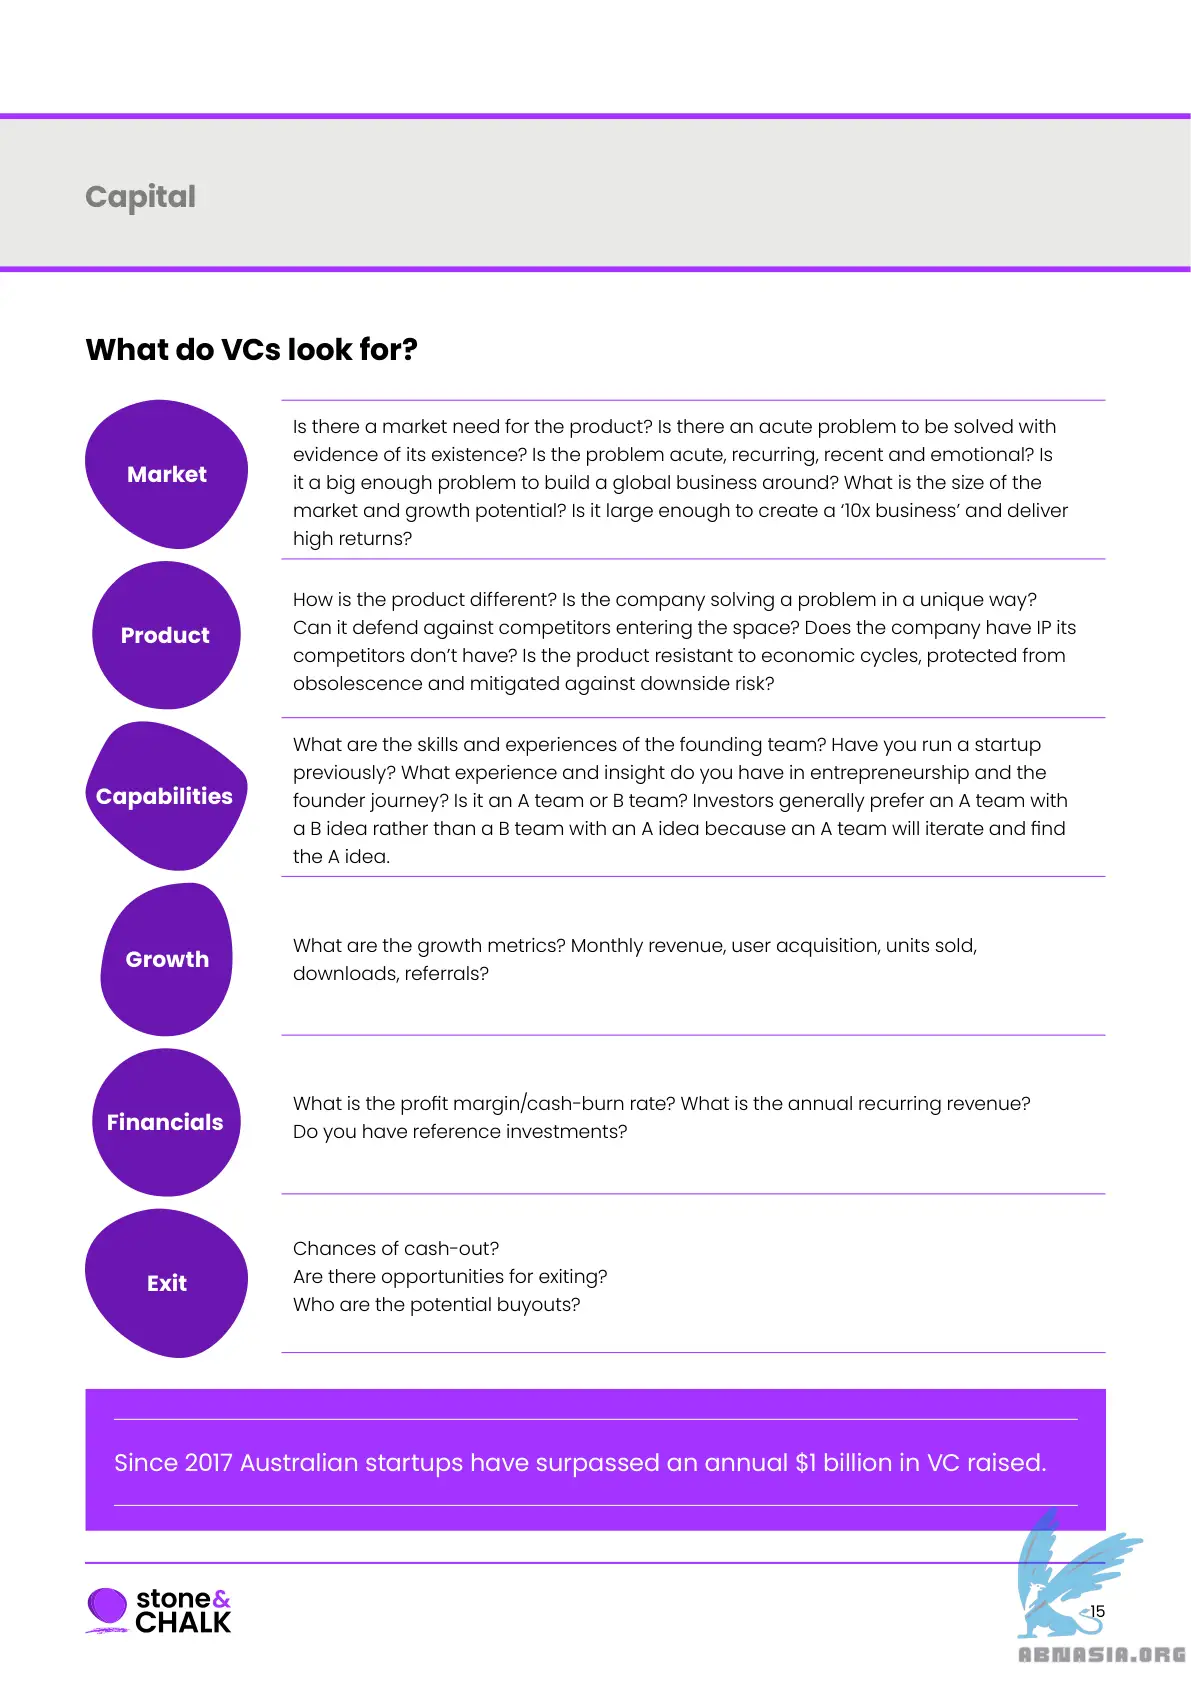 Capital
What do VCs look for?
Market
Is there a market need for the product? Is there an acute problem to be solved with
evidence of its existence? Is the problem acute, recurring, recent and emotional? Is
it a big enough problem to build a global business around? What is the size of the
market and growth potential? Is it large enough to create a ‘10x business’ and deliver
high returns?
Product
How is the product different? Is the company solving a problem in a unique way?
Can it defend against competitors entering the space? Does the company have IP its
competitors don’t have? Is the product resistant to economic cycles, protected from
obsolescence and mitigated against downside risk?
Capabilities
What are the skills and experiences of the founding team? Have you run a startup
previously? What experience and insight do you have in entrepreneurship and the
founder journey? Is it an A team or B team? Investors generally prefer an A team with
a B idea rather than a B team with an A idea because an A team will iterate and find
the A idea.
Growth
What are the growth metrics? Monthly revenue, user acquisition, units sold,
downloads, referrals?
Financials
What is the profit margin/cash-burn rate? What is the annual recurring revenue?
Do you have reference investments?
Exit
Chances of cash-out?
Are there opportunities for exiting?
Who are the potential buyouts?
Since 2017 Australian startups have surpassed an annual $1 billion in VC raised.
stone&
CHALK
15
ABNASIA.ORG